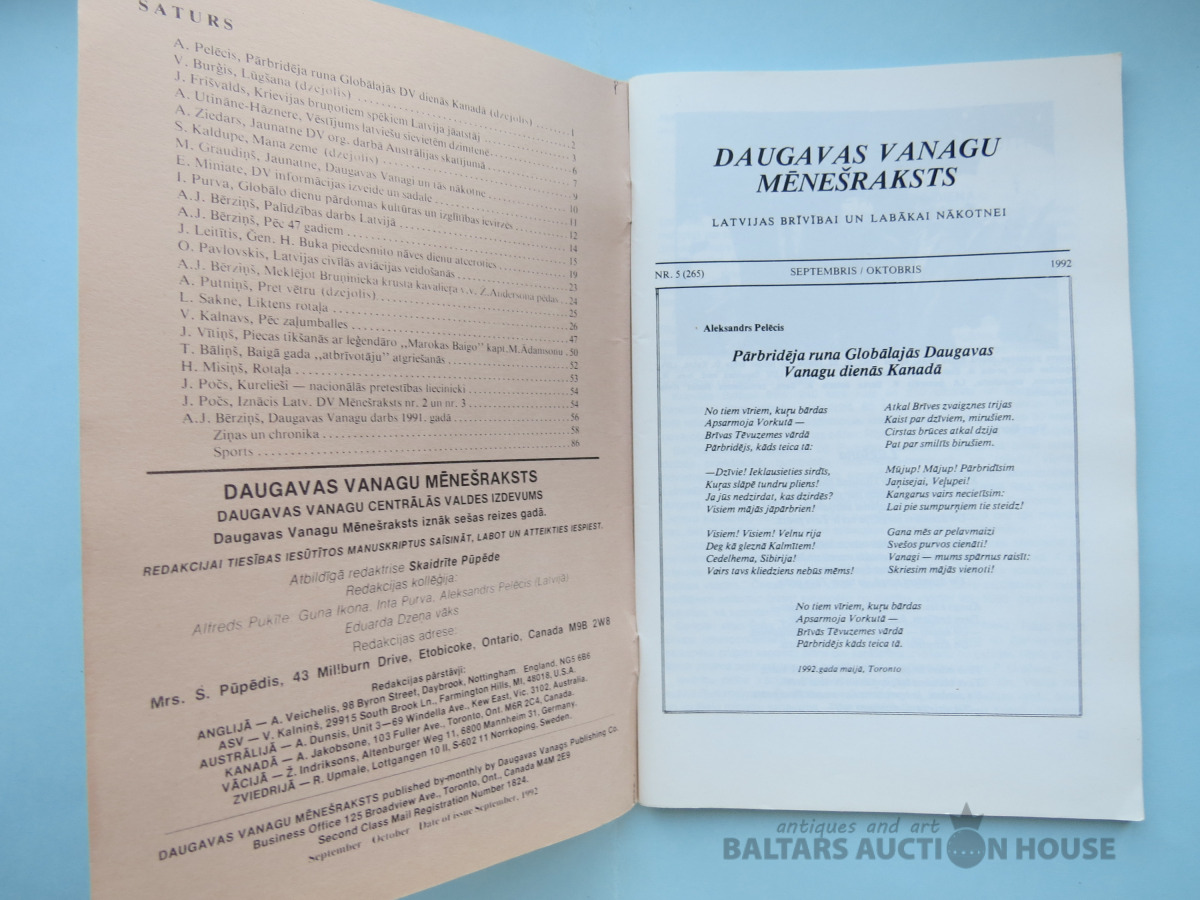 SATURS
A. Pelēcis, Pārbridēja runa Globālajās DV dienās Kanadā (dzejolis) ....... 1
V. Burģis, Lūgšana (dzejolis) ....... 2
J. Frišvalds, Krievijas bruņotiem spēkiem Latvija jāatstāj ....... 3
A. Utināne-Hāznere, Vēstījums latviešu sievietēm dzimtenē ....... 6
A. Ziedars, Jaunatne DV org. darbā Austrālijas skatījumā ....... 7
S. Kaldupe, Mana zeme (dzejolis) ....... 9
M. Graudiņš, Jaunatne, Daugavas Vanagi un tās nākotne ....... 10
E. Miniate, DV informācijas izveide un sadale ....... 11
I. Purva, Globālo dienu pārdomas kultūras un izglītības ievirzēs ....... 12
A.J. Bērziņš, Palīdzības darbs Latvijā ....... 14
A.J. Bērziņš, Pēc 47 gadiem ....... 15
J. Leitītis, Ģen. H. Buka piecdesmito nāves dienu atceroties ....... 19
O. Pavlovskis, Latvijas civilās aviācijas veidošanās ....... 23
A.J. Bērziņš, Meklējot Bruņinieka krusta kavalieŗa v.v. Ž.Andersona pēdas .. 24
A. Putniņš, Pret vētru (dzejolis) ....... 25
L. Sakne, Liktens rotaļa ....... 26
V. Kalnavs, Pēc zaļumballes ....... 47
J. Vītiņš, Piecas tikšanās ar leģendāro ,,Marokas Baigo" kapt.M.Ādamsonu . 50
T. Bāliņš, Baigā gada ,,atbrīvotāju" atgriešanās ....... 52
H. Misiņš, Rotaļa ....... 53
J. Počs, Kurelieši — nacionālās pretestības liecinieki ....... 54
J. Počs, Iznācis Latv. DV Mēnešraksts nr. 2 un nr. 3 ....... 54
A.J. Bērziņš, Daugavas Vanagu darbs 1991. gadā ....... 56
Ziņas un chronika ....... 58
Sports ....... 86
DAUGAVAS VANAGU MĒNEŠRAKSTS
DAUGAVAS VANAGU CENTRĀLĀS VALDES IZDEVUMS
Daugavas Vanagu Mēnešraksts iznāk sešas reizes gadā.
REDAKCIJAI TIESĪBAS IESŪTĪTOS MANUSKRIPTUS SAĪSINĀT, LABOT UN ATTEIKTIES IESPIEST.
Atbildīgā redaktrise Skaidrīte Pūpēde
Redakcijas kollēģija:
Alfreds Puķīte, Guna Ikona, Inta Purva, Aleksandrs Pelēcis (Latvijā)
Eduarda Dzeņa vāks
Redakcijas adrese:
Mrs. S. Pūpēdis, 43 Millburn Drive, Etobicoke, Ontario, Canada M9B 2W8
Redakcijas pārstāvji:
ANGLIJĀ — A. Veichelis, 98 Byron Street, Daybrook, Nottingham, England, NG5 6B6
ASV — V. Kalniņš, 29915 South Brook Ln., Farmington Hills, MI, 48018, U.S.A.
AUSTRĀLIJĀ — A. Dunsis, Unit 3—69 Windella Ave., Kew East, Vic. 3102, Australia.
KANADĀ — A. Jakobsone, 103 Fuller Ave., Toronto, Ont. M6R 2C4, Canada.
VĀCIJĀ — Ž. Indriksons, Altenburger Weg 11, 6800 Mannheim 31, Germany.
ZVIEDRIJĀ — R. Upmale, Lottgangen 10 II, S-602 11 Norrkoping, Sweden.
DAUGAVAS VANAGU MĒNEŠRAKSTS published by-monthly by Daugavas Vanags Publishing Co.
Business Office 125 Broadview Ave., Toronto, Ont., Canada M4M 2E9
Second Class Mail Registration Number 1824.
September October Date of issue September, 1992
DAUGAVAS VANAGU
MĒNEŠRAKSTS
LATVIJAS BRĪVĪBAI UN LABĀKAI NĀKOTNEI
NR. 5 (265) SEPTEMBRIS / OKTOBRIS 1992
Aleksandrs Pelēcis
Pārbridēja runa Globālajās Daugavas
Vanagu dienās Kanadā
No tiem vīriem, kuŗu bārdas
Apsarmoja Vorkutā —
Brīvas Tēvuzemes vārdā
Pārbridējs, kāds teica tā:
—Dzīvie! Ieklausieties sirdīs,
Kuŗas slāpē tundru pliens!
Ja jūs nedzirdat, kas dzirdēs?
Visiem mājās jāpārbrien!
Visiem! Visiem! Velnu rija
Deg kā gleznā Kalmītem!
Cedelhema, Sibirija!
Vairs tavs kliedziens nebūs mēms!
Atkal Brīves zvaigznes trijas
Kaist par dzīviem, mirušiem.
Cirstas brūces atkal dzija
Pat par smiltīs birušiem.
Mūjup! Mājup! Pārbridīsim
Jaņisejai, Veļupei!
Kangarus vairs necietīsim:
Lai pie sumpurņiem tie steidz!
Gana mēs ar pelavmaizi
Svešos purvos cienāti!
Vanagi — mums spārnus raisīt:
Skriesim mājās vienoti!
No tiem vīriem, kuŗu bārdas
Apsarmoja Vorkutā —
Brīvās Tēvuzemes vārdā
Pārbridējs kāds teica tā.
1992.gada maijā, Toronto
antiques and art
BALTARS AUCTION HOUSE